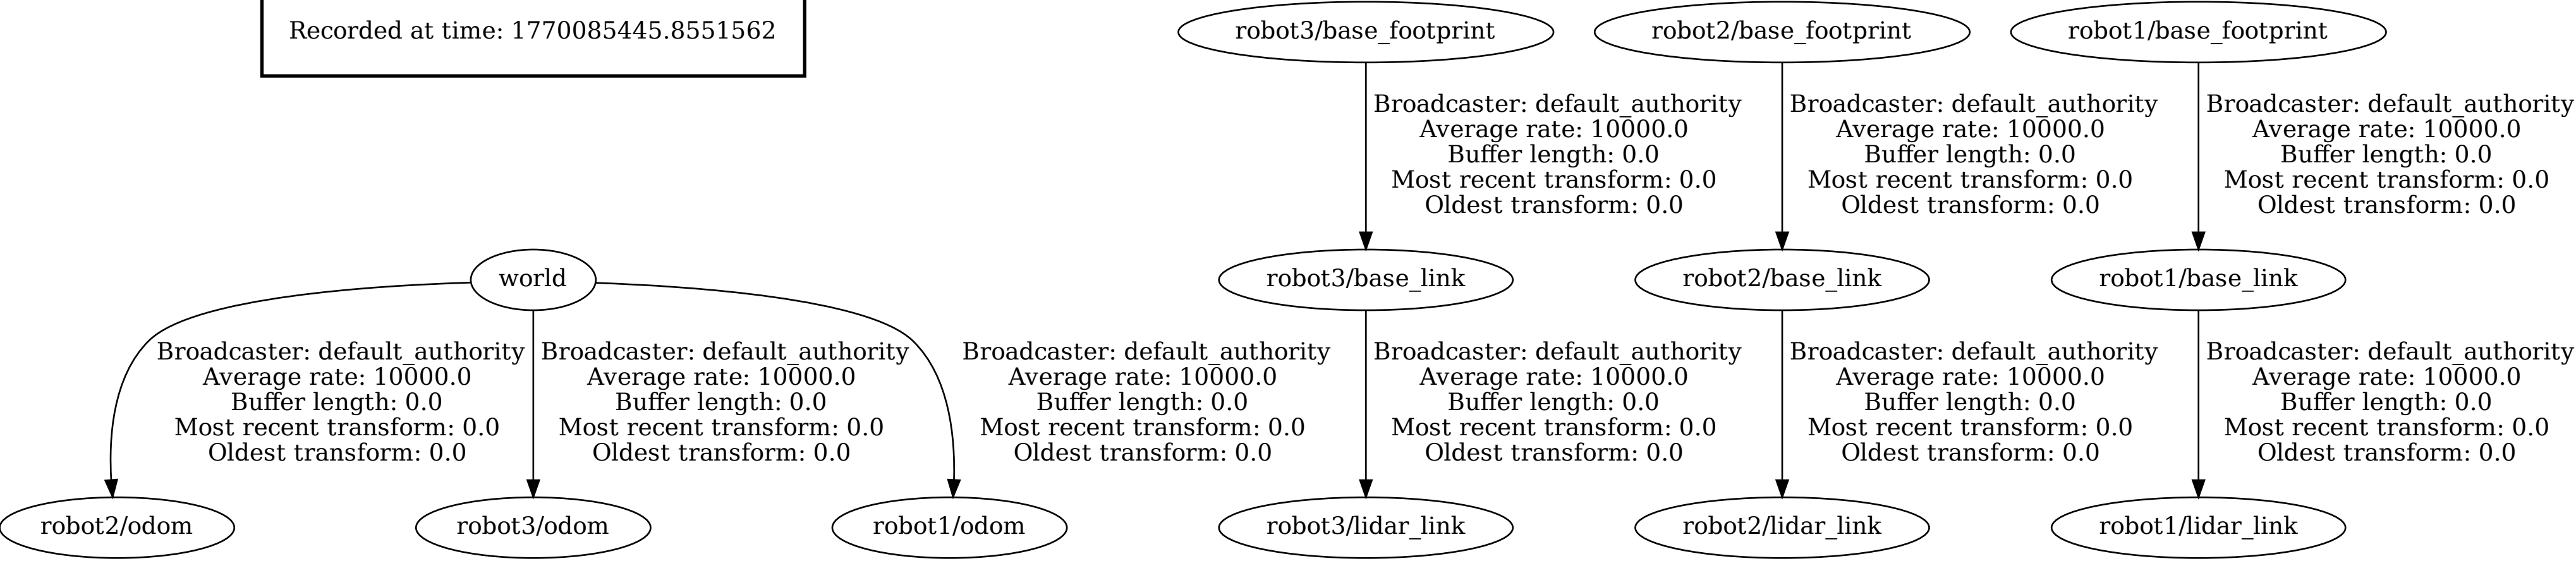 Recorded at time: 1770085445.8551562
robot3/base_footprint
robot2/base_footprint
robot1/base_footprint
Broadcaster: default_authority
Average rate: 10000.0
Buffer length: 0.0
Most recent transform: 0.0
Oldest transform: 0.0
Broadcaster: default_authority
Average rate: 10000.0
Buffer length: 0.0
Most recent transform: 0.0
Oldest transform: 0.0
Broadcaster: default_authority
Average rate: 10000.0
Buffer length: 0.0
Most recent transform: 0.0
Oldest transform: 0.0
world
robot3/base_link
robot2/base_link
robot1/base_link
Broadcaster: default_authority
Average rate: 10000.0
Buffer length: 0.0
Most recent transform: 0.0
Oldest transform: 0.0
Broadcaster: default_authority
Average rate: 10000.0
Buffer length: 0.0
Most recent transform: 0.0
Oldest transform: 0.0
Broadcaster: default_authority
Average rate: 10000.0
Buffer length: 0.0
Most recent transform: 0.0
Oldest transform: 0.0
Broadcaster: default_authority
Average rate: 10000.0
Buffer length: 0.0
Most recent transform: 0.0
Oldest transform: 0.0
Broadcaster: default_authority
Average rate: 10000.0
Buffer length: 0.0
Most recent transform: 0.0
Oldest transform: 0.0
Broadcaster: default_authority
Average rate: 10000.0
Buffer length: 0.0
Most recent transform: 0.0
Oldest transform: 0.0
robot2/odom
robot3/odom
robot1/odom
robot3/lidar_link
robot2/lidar_link
robot1/lidar_link